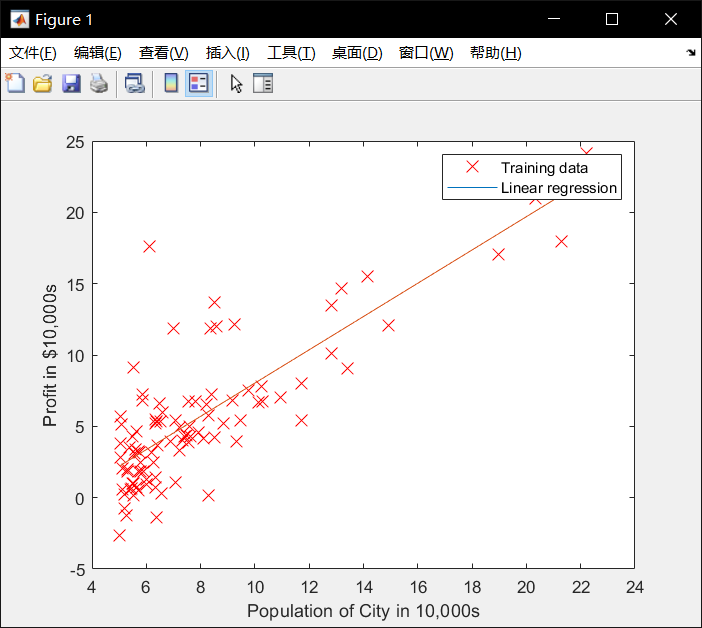 Figure 1
文件(F) 编辑(E) 查看(V) 插入(I) 工具(T) 桌面(D) 窗口(W) 帮助(H)
Training data
Linear regression
25
20
15
10
5
0
-5
Profit in $10,000s
4 6 8 10 12 14 16 18 20 22 24
Population of City in 10,000s